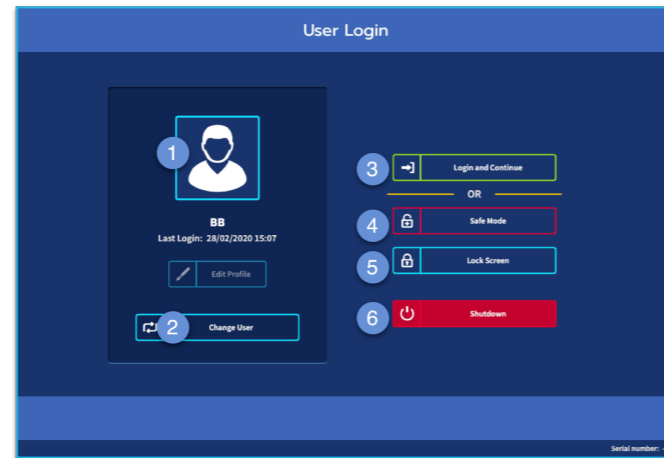 User Login
1
BB
Last Login: 28/02/2020 15:07
Edit Profile
2
Change User
3
Login and Continue
OR
4
Safe Mode
5
Lock Screen
6
Shutdown
Serial number: